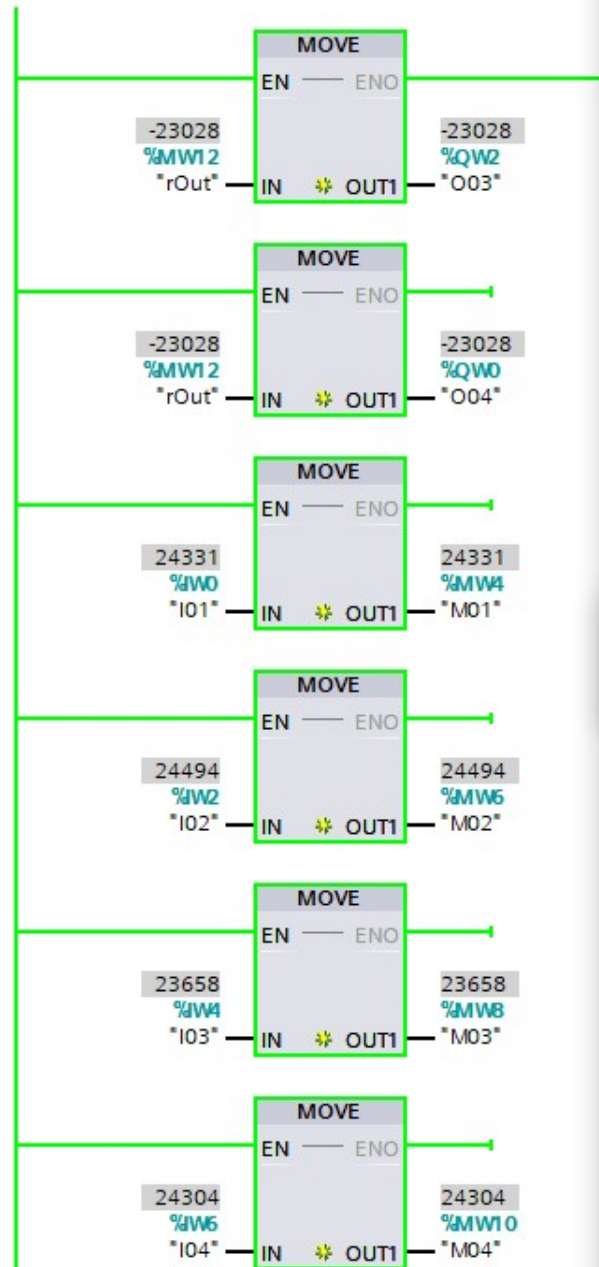 MOVE
EN ENO
-23028 -23028
%MW12 %QW2
"rOut" IN OUT1 "O03"
MOVE
EN ENO
-23028 -23028
%MW12 %QW0
"rOut" IN OUT1 "O04"
MOVE
EN ENO
24331 24331
%IW0 %MW4
"I01" IN OUT1 "M01"
MOVE
EN ENO
24494 24494
%IW2 %MW6
"I02" IN OUT1 "M02"
MOVE
EN ENO
23658 23658
%IW4 %MW8
"I03" IN OUT1 "M03"
MOVE
EN ENO
24304 24304
%IW6 %MW10
"I04" IN OUT1 "M04"